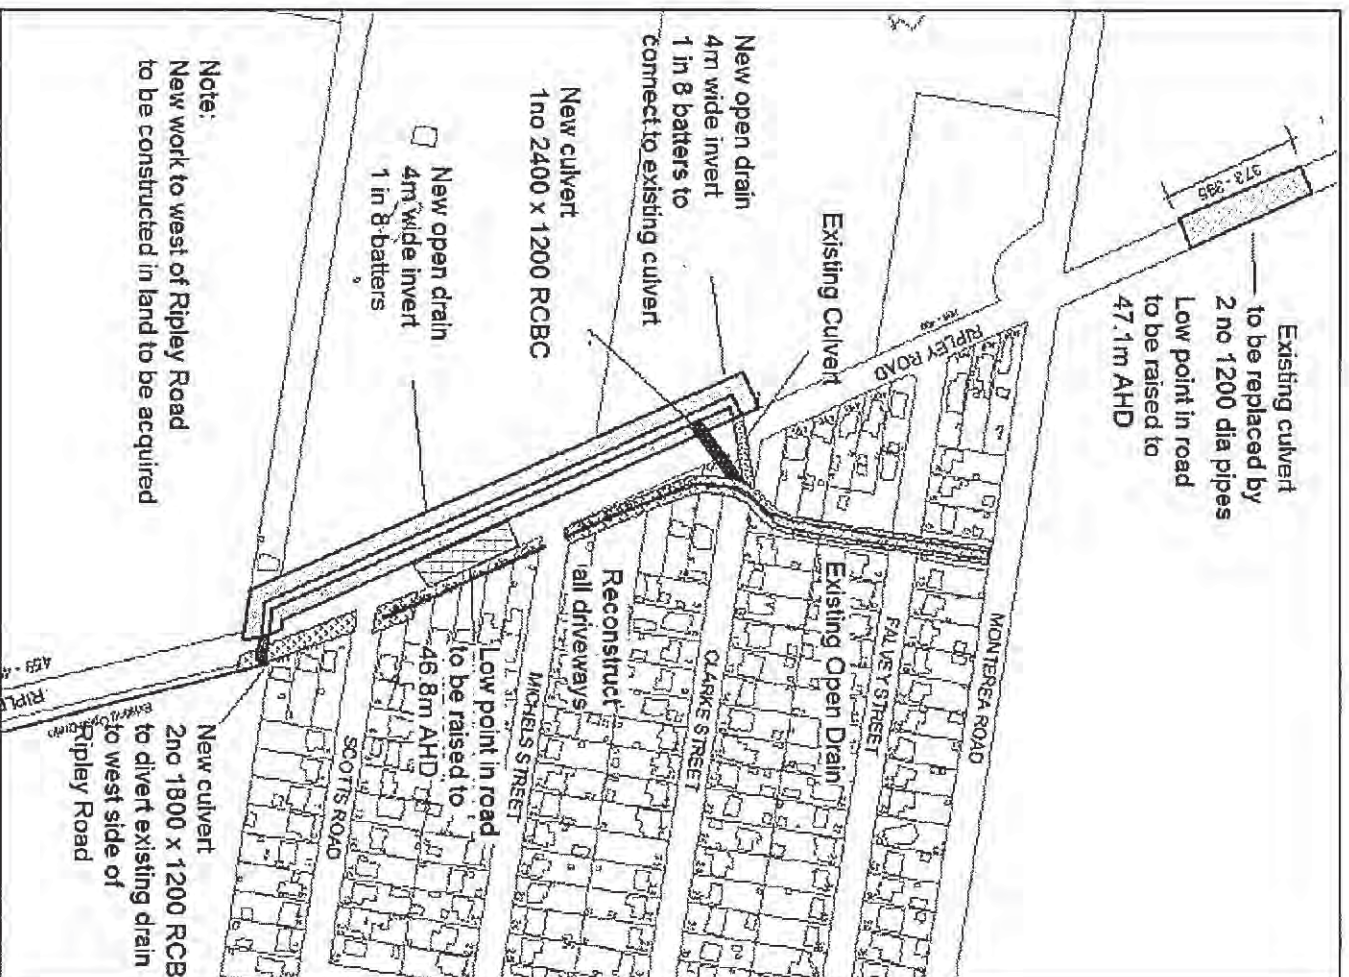 Existing culvert
to be replaced by
2 no 1200 dia pipes
Low point in road
to be raised to
47.1m AHD
373 - 395
RIPLEY ROAD
MONTEREA ROAD
FALVEY STREET
CLARKE STREET
MICHELS STREET
SCOTTS ROAD
Existing Culvert
Existing Open Drain
New open drain
4m wide invert
1 in 8 batters to
connect to existing culvert
New culvert
1no 2400 x 1200 RCBC
Reconstruct
all driveways
New open drain
4m wide invert
1 in 8 batters
Low point in road
to be raised to
46.8m AHD
Note:
New work to west of Ripley Road
to be constructed in land to be acquired
New culvert
2no 1800 x 1200 RCB
to divert existing drain
to west side of
Ripley Road
RIPL